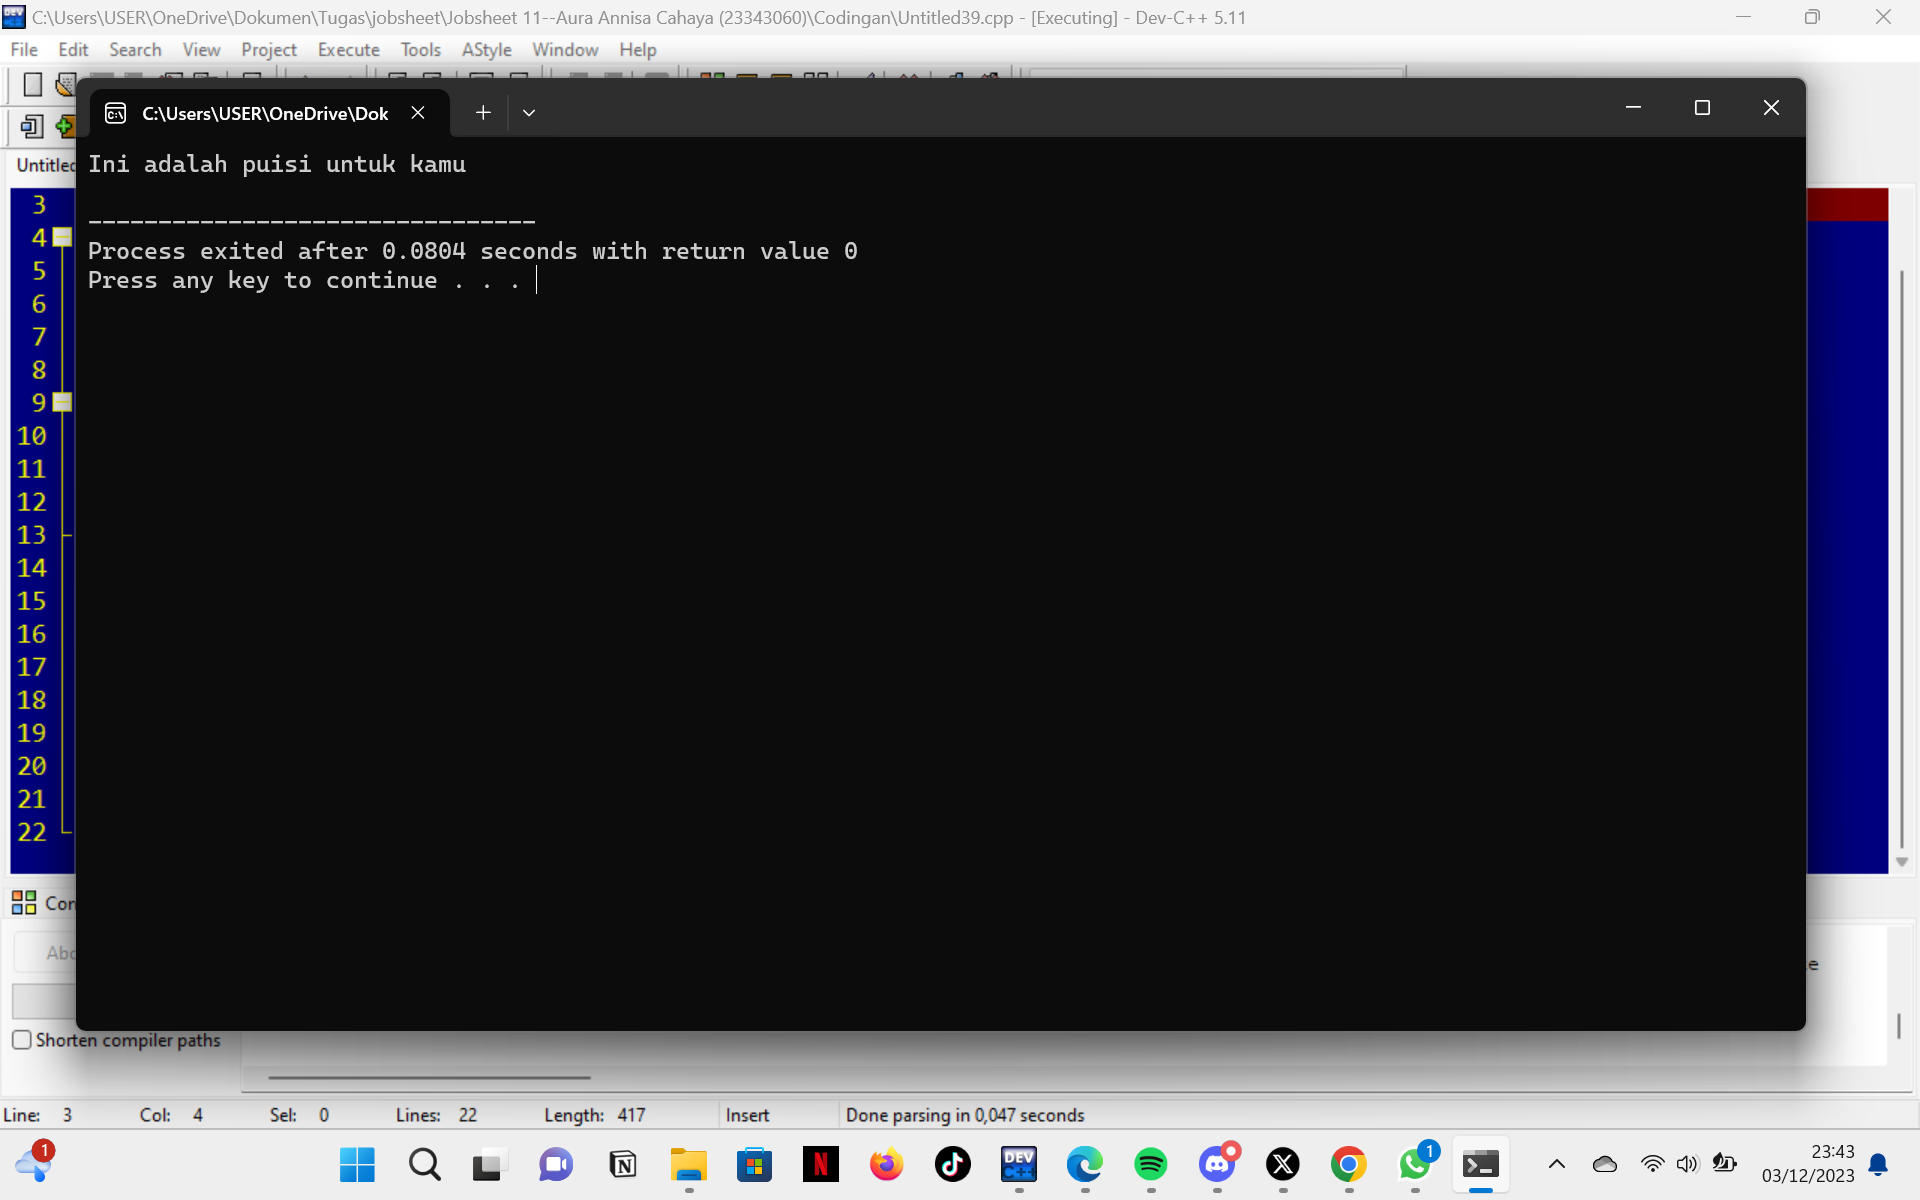 C:\Users\USER\OneDrive\Dokumen\Tugas\jobsheet\Jobsheet 11--Aura Annisa Cahaya (23343060)\Codingan\Untitled39.cpp - [Executing] - Dev-C++ 5.11
File Edit Search View Project Execute Tools AStyle Window Help
C:\Users\USER\OneDrive\Dok
Ini adalah puisi untuk kamu
--------------------------------
Process exited after 0.0804 seconds with return value 0
Press any key to continue . . .
3
4
5
6
7
8
9
10
11
12
13
14
15
16
17
18
19
20
21
22
Shorten compiler paths
Line: 3 Col: 4 Sel: 0 Lines: 22 Length: 417 Insert Done parsing in 0,047 seconds
1
DEV C++
1
23:43
03/12/2023